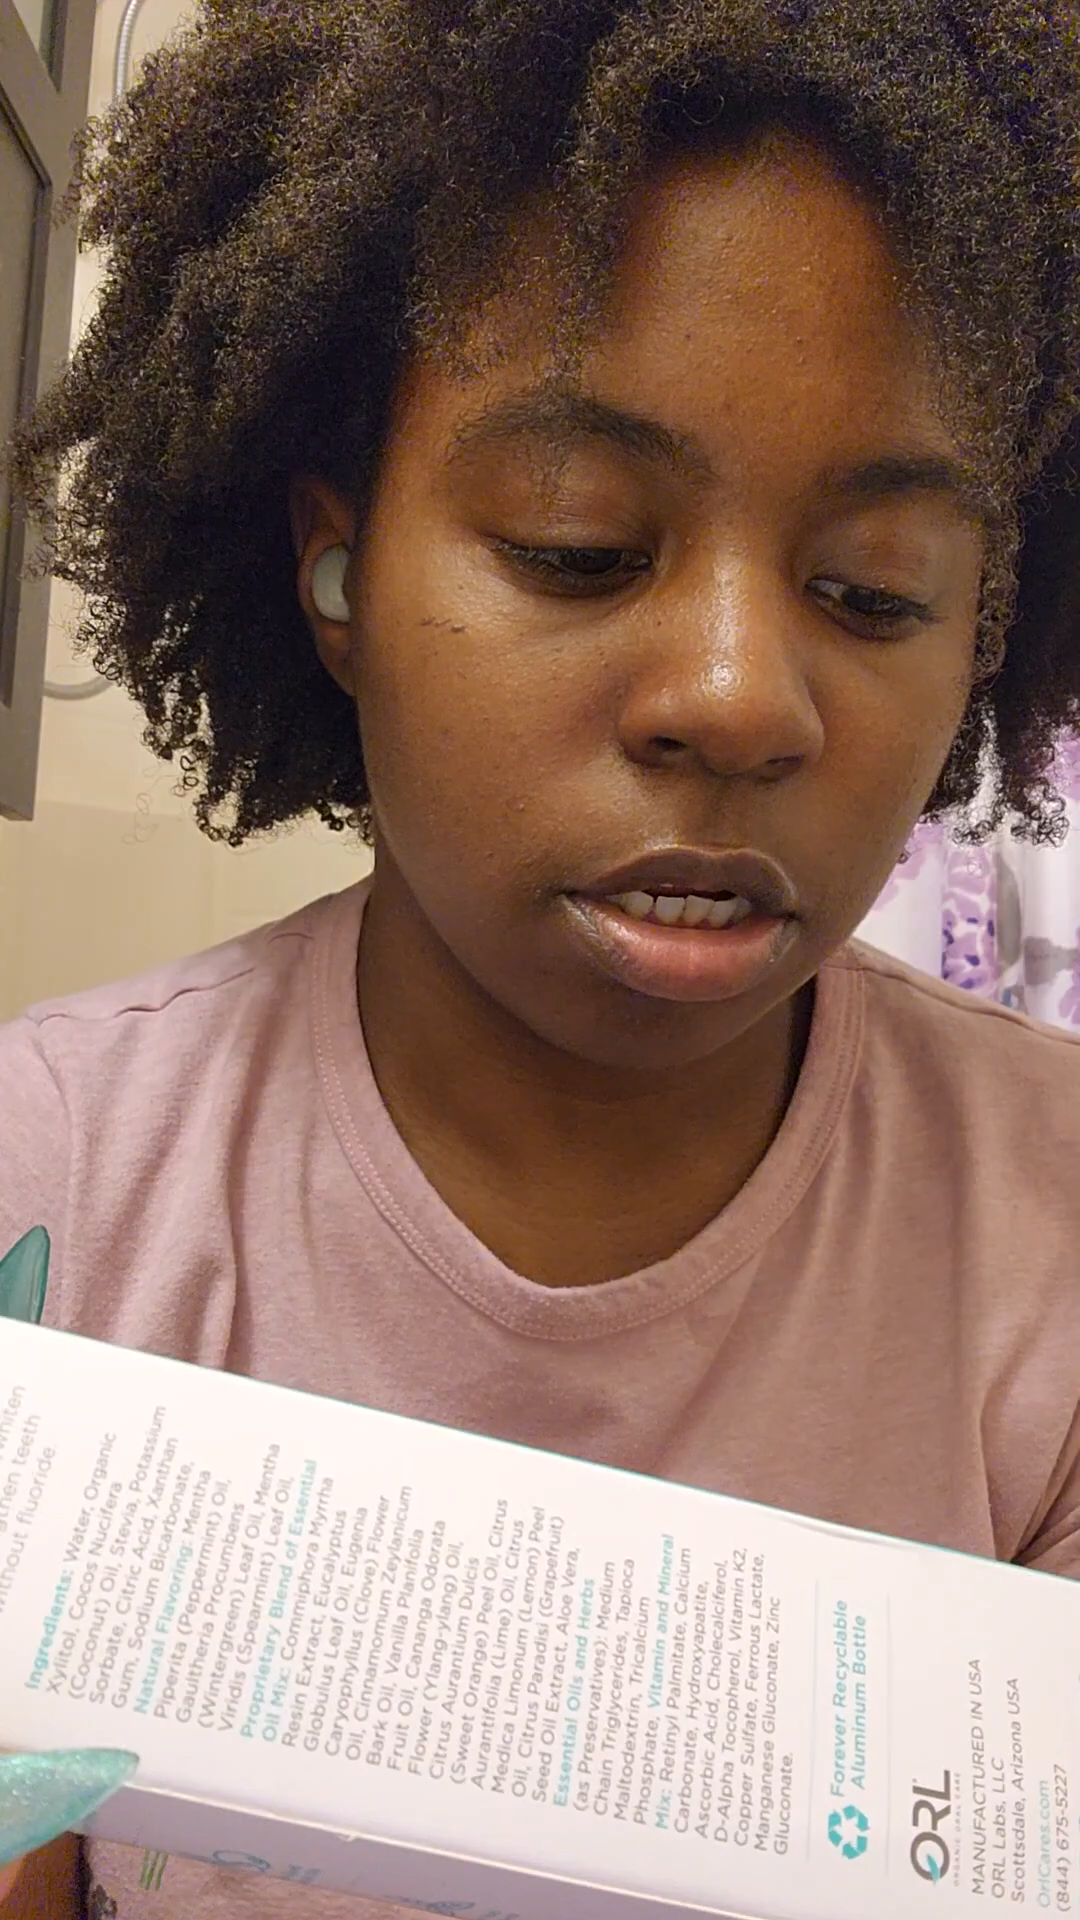 whiten
then teeth
without fluoride.
Ingredients: Water, Organic
Xylitol, Cocos Nucifera
(Coconut) Oil, Stevia, Potassium
Sorbate, Citric Acid, Xanthan
Gum, Sodium Bicarbonate,
Natural Flavoring: Mentha
Piperita (Peppermint) Oil,
Gaultheria Procumbens
(Wintergreen) Leaf Oil, Mentha
Viridis (Spearmint) Leaf Oil,
Proprietary Blend of Essential
Oil Mix: Commiphora Myrrha
Resin Extract, Eucalyptus
Globulus Leaf Oil, Eugenia
Caryophyllus (Clove) Flower
Oil, Cinnamomum Zeylanicum
Bark Oil, Vanilla Planifolia
Fruit Oil, Cananga Odorata
Flower (Ylang-ylang) Oil,
Citrus Aurantium Dulcis
(Sweet Orange) Peel Oil, Citrus
Aurantifolia (Lime) Oil, Citrus
Medica Limonum (Lemon) Peel
Oil, Citrus Paradisi (Grapefruit)
Seed Oil Extract, Aloe Vera,
Essential Oils and Herbs
(as Preservatives): Medium
Chain Triglycerides, Tapioca
Maltodextrin, Tricalcium
Phosphate, Vitamin and Mineral
Mix: Retinyl Palmitate, Calcium
Carbonate, Hydroxyapatite,
Ascorbic Acid, Cholecalciferol,
D-Alpha Tocopherol, Vitamin K2,
Copper Sulfate, Ferrous Lactate,
Manganese Gluconate, Zinc
Gluconate.
Forever Recyclable
Aluminum Bottle
ORL
ORGANIC ORAL CARE
MANUFACTURED IN USA
ORL Labs, LLC
Scottsdale, Arizona USA
OrlCares.com
(844) 675-5227